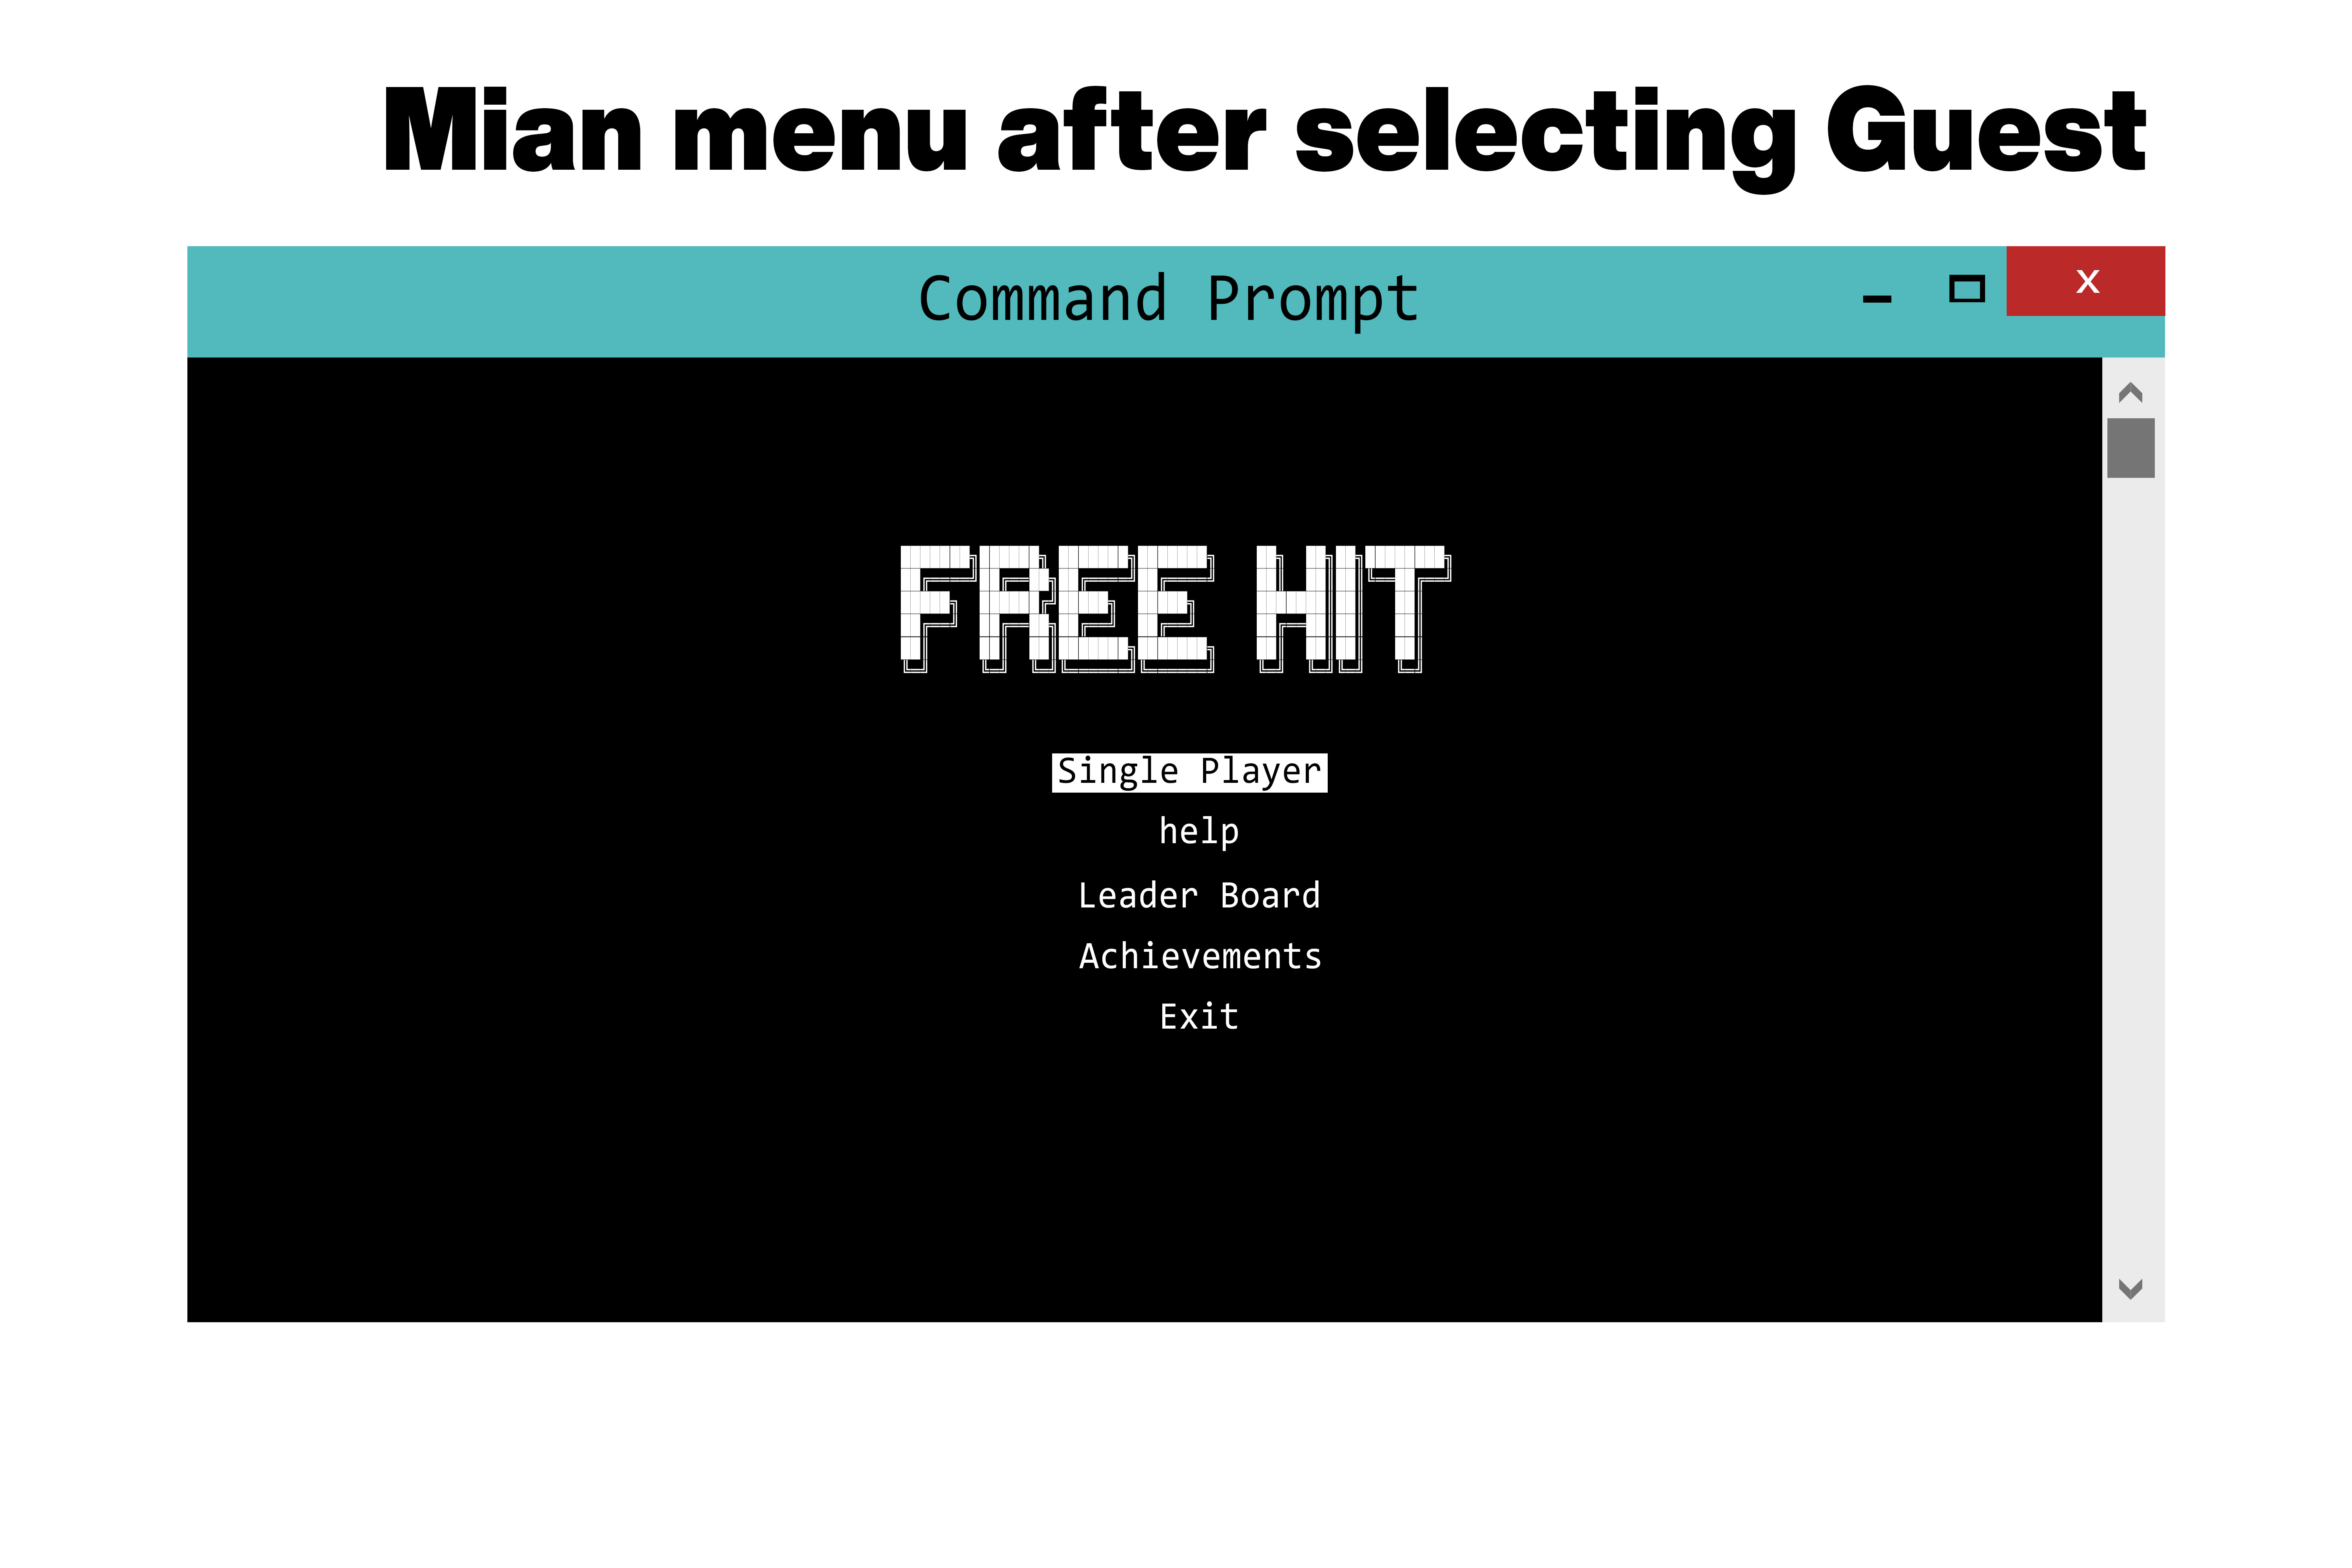 Mian menu after selecting Guest
Command Prompt
X
FREE HIT
Single Player
help
Leader Board
Achievements
Exit